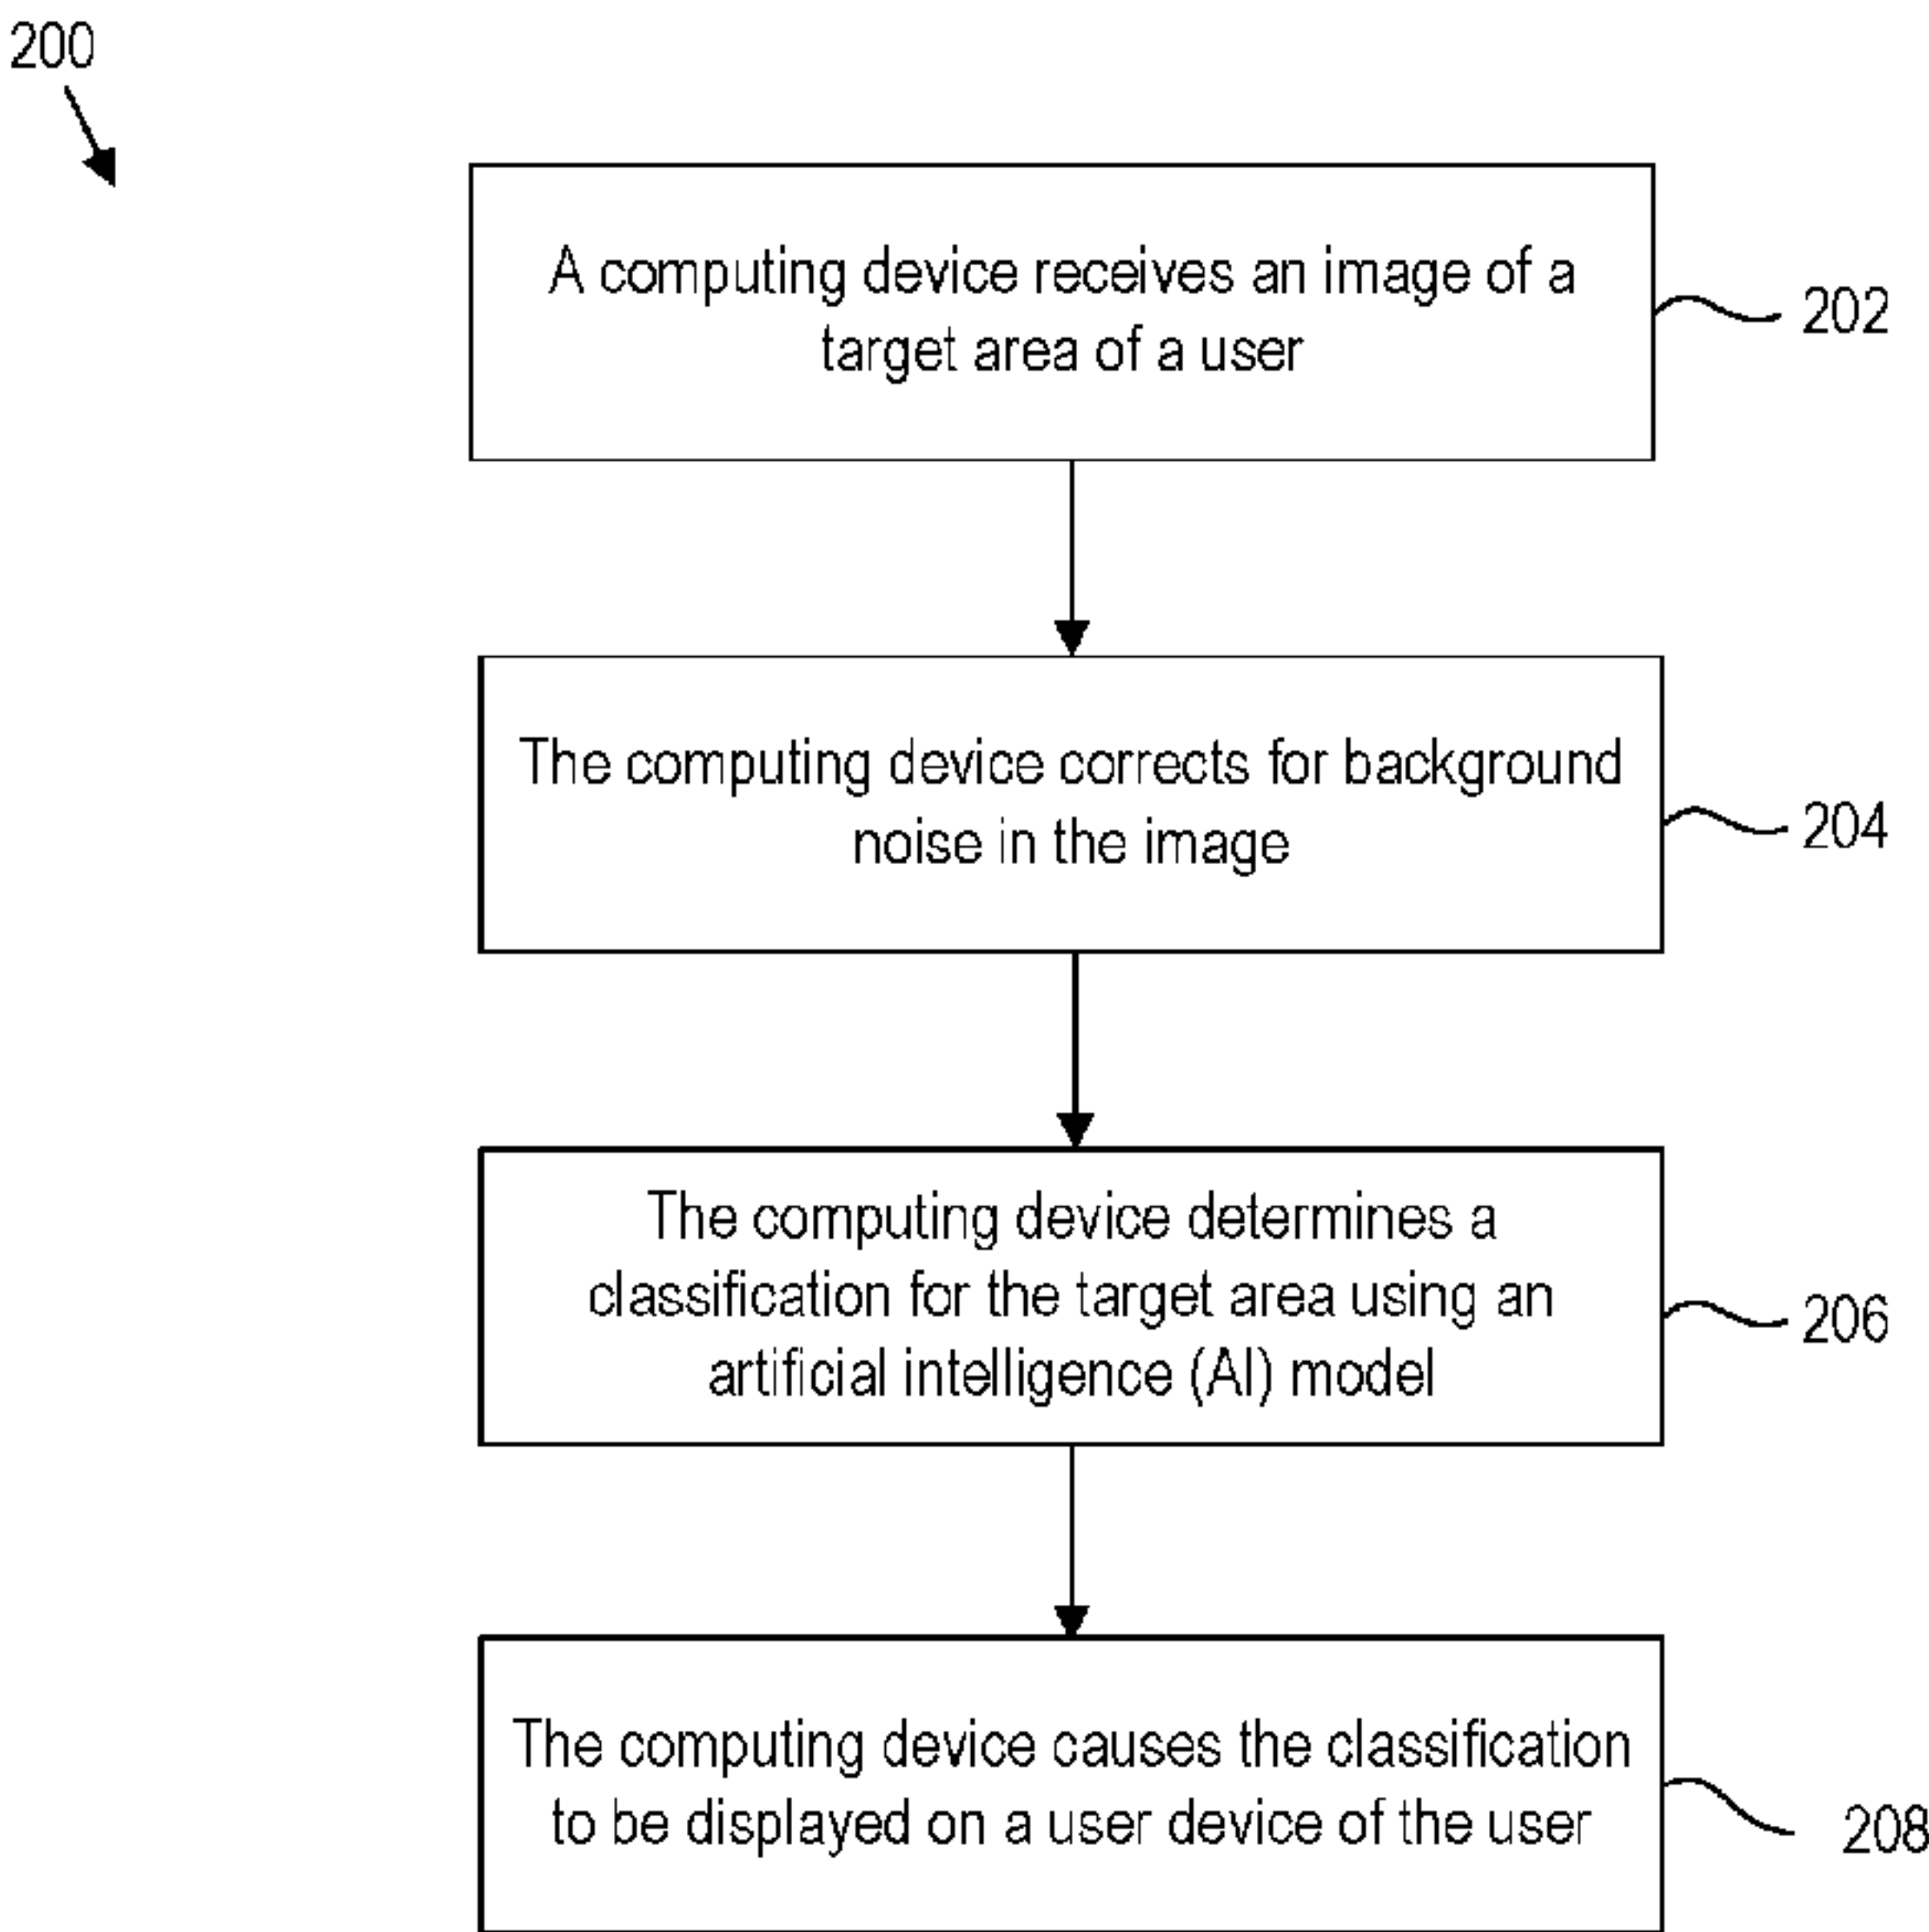 200
A computing device receives an image of a
target area of a user
202
The computing device corrects for background
noise in the image
204
The computing device determines a
classification for the target area using an
artificial intelligence (AI) model
206
The computing device causes the classification
to be displayed on a user device of the user
208